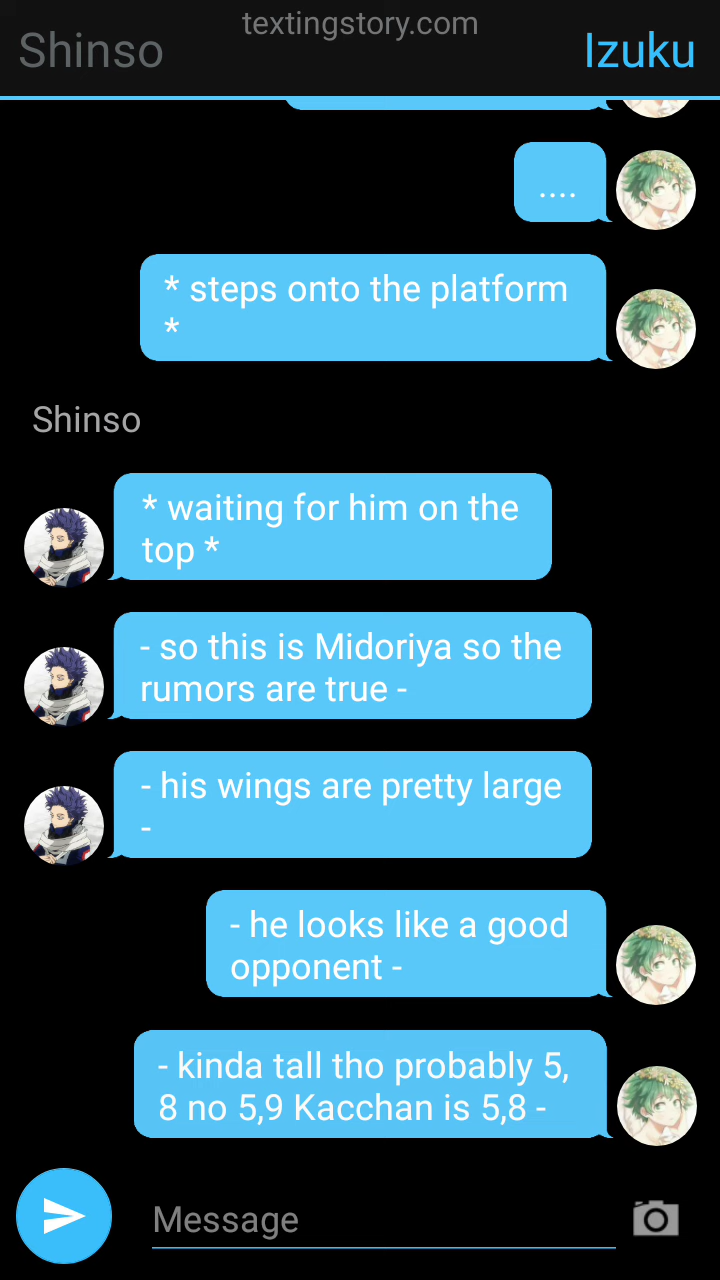 textingstory.com
Shinso
Izuku
....
* steps onto the platform
*
Shinso
* waiting for him on the
top *
- so this is Midoriya so the
rumors are true -
- his wings are pretty large
-
- he looks like a good
opponent -
- kinda tall tho probably 5,
8 no 5,9 Kacchan is 5,8 -
Message